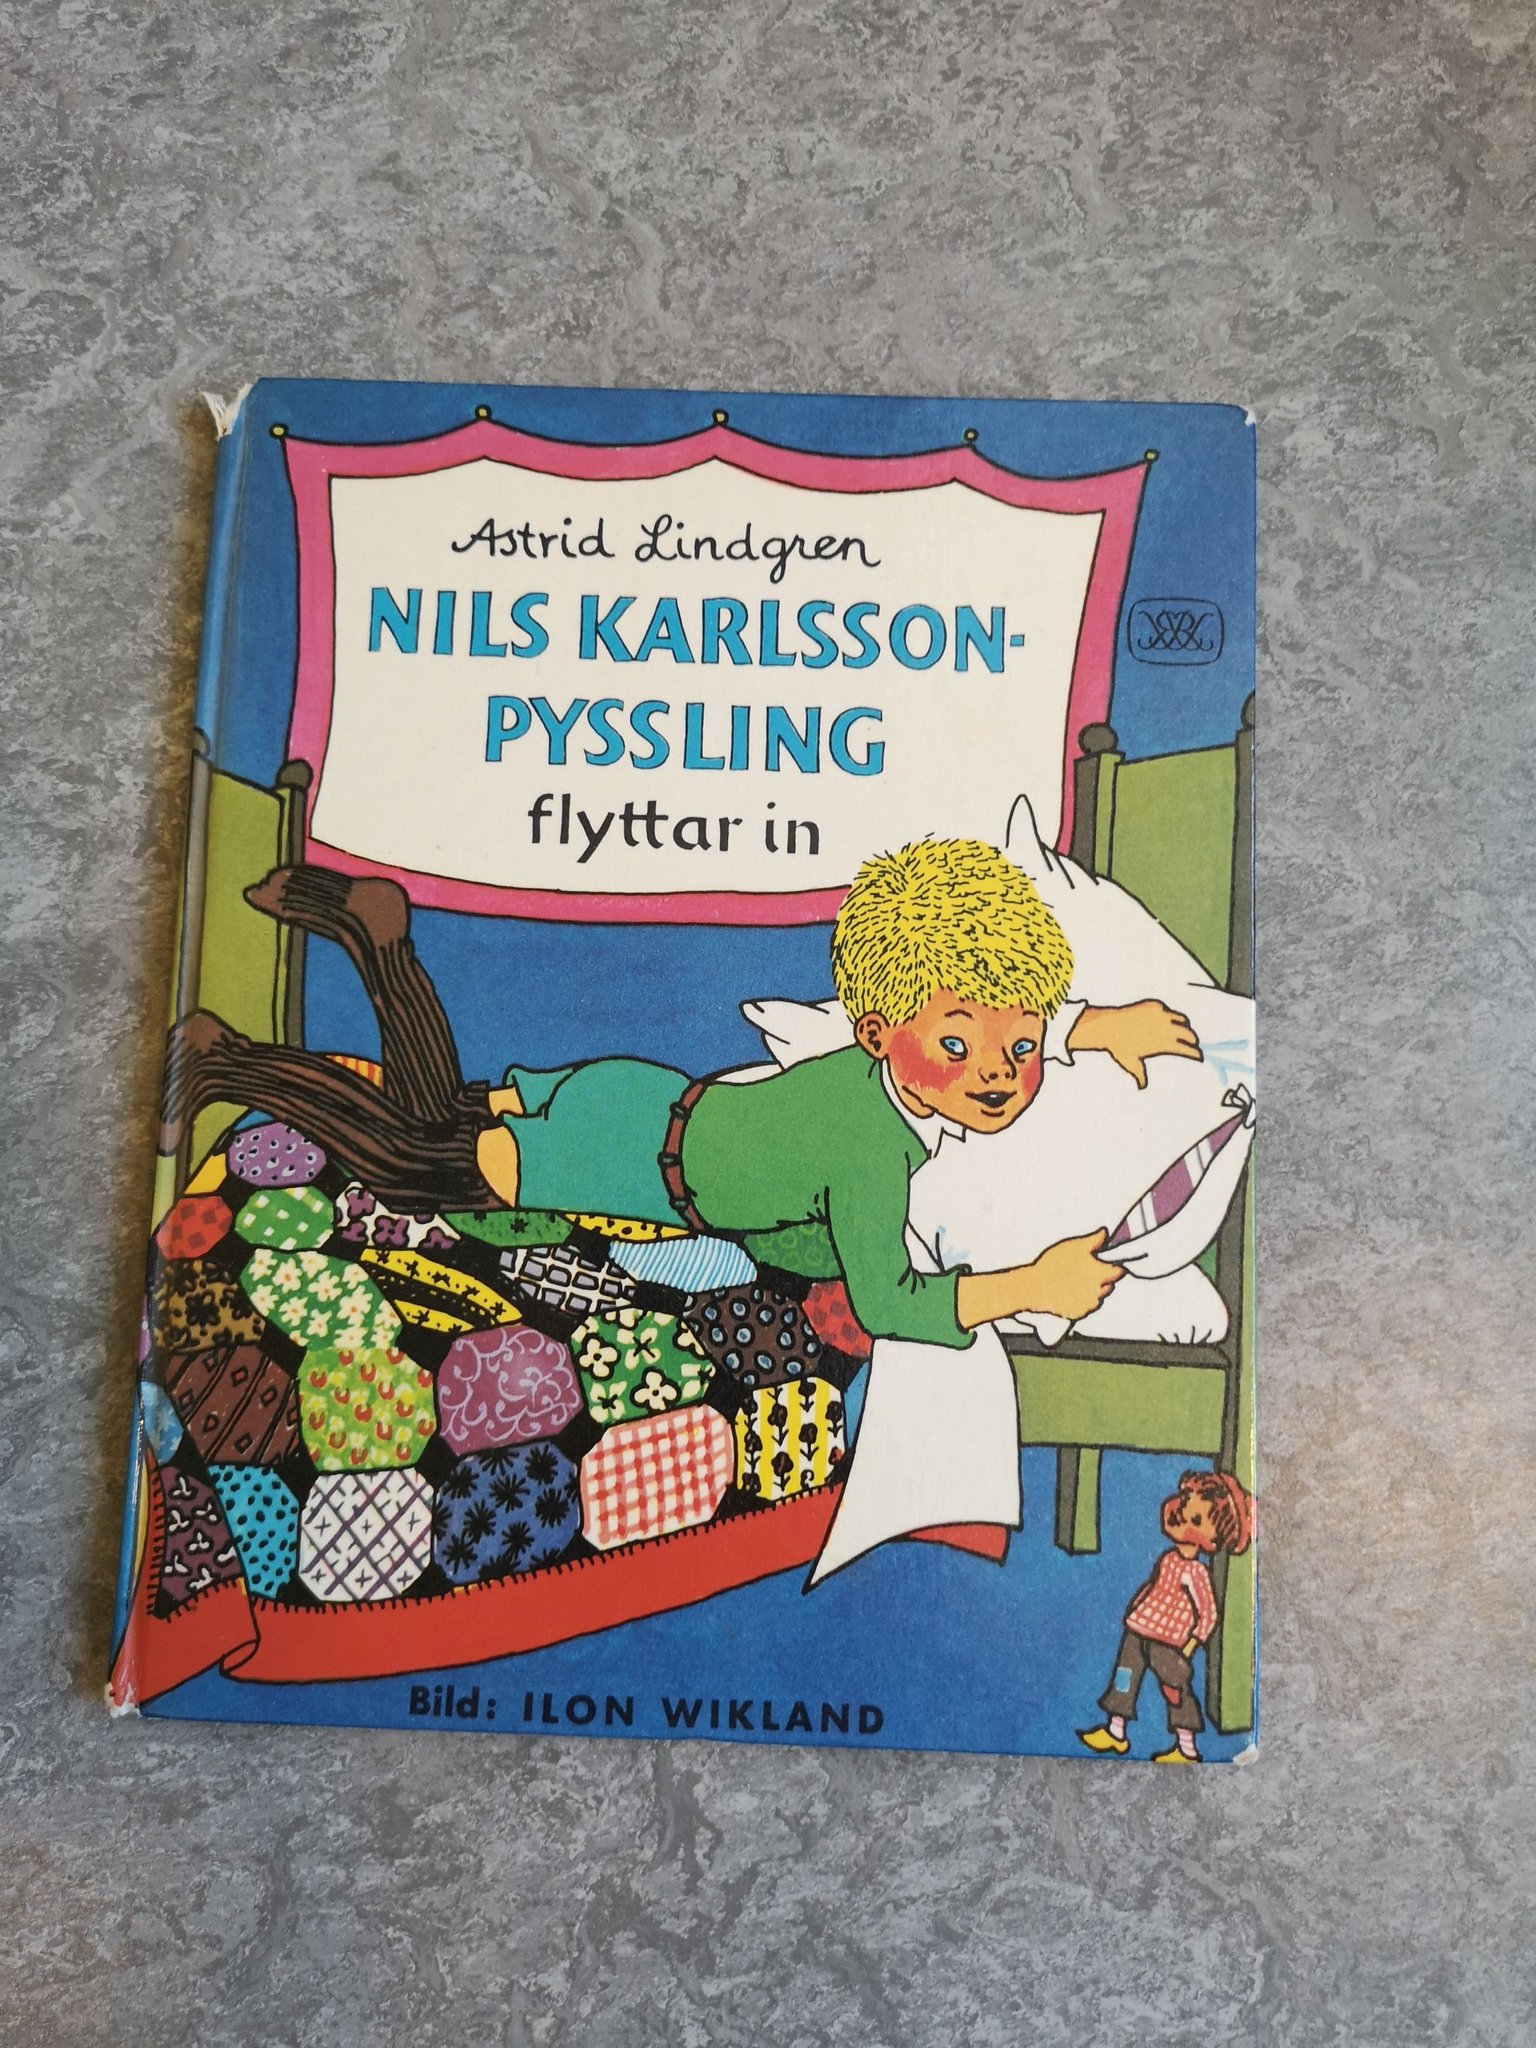 Astrid Lindgren
NILS KARLSSON-
PYSSLING
flyttar in
Bild: ILON WIKLAND